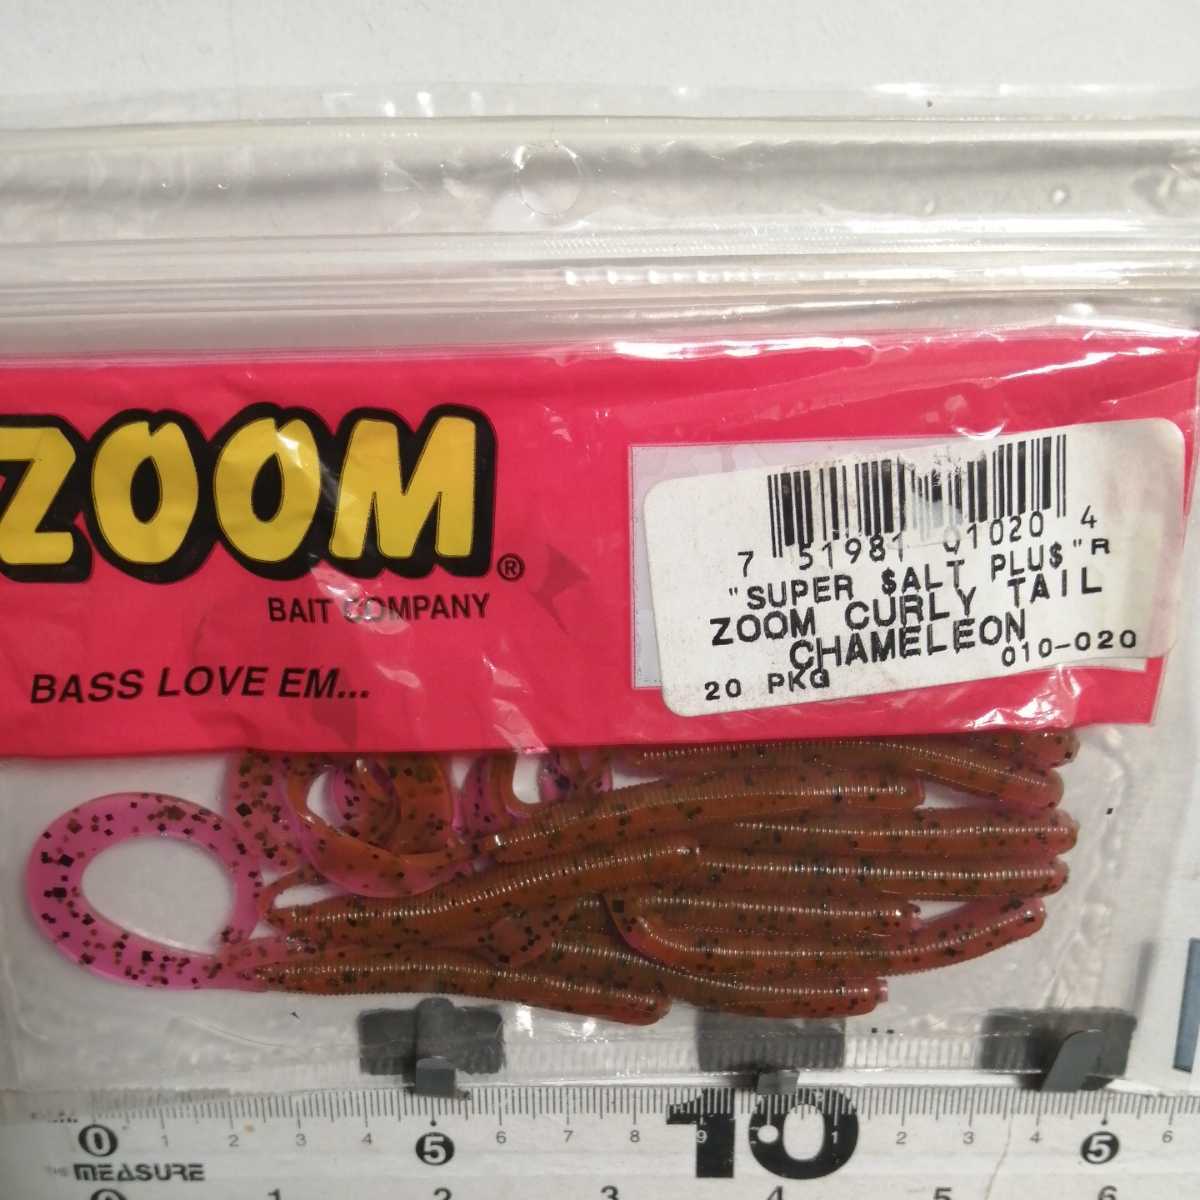 ZOOM®
BAIT COMPANY
BASS LOVE EM...
7 51981 01020 4
"SUPER $ALT PLU$"R
ZOOM CURLY TAIL
CHAMELEON
010-020
20 PKG
0 1 2 3 4 5 6 7 8 9 10 1 2 3 4 5 6
THE MEASURE
0 1 2 3 4 5 6